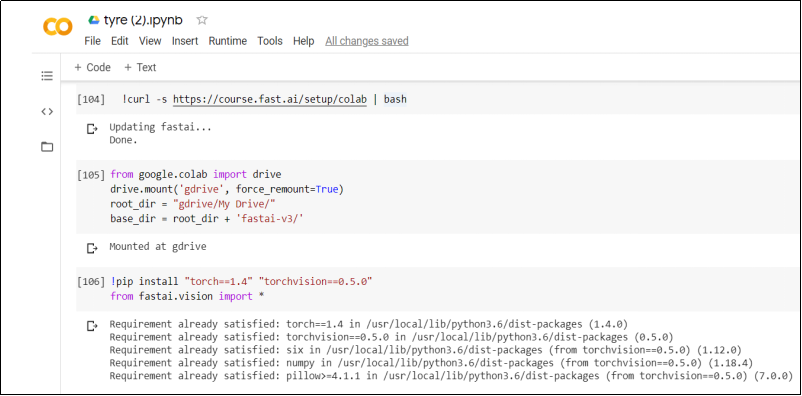 tyre (2).ipynb
File Edit View Insert Runtime Tools Help All changes saved
+ Code + Text
[104] !curl -s https://course.fast.ai/setup/colab | bash
Updating fastai...
Done.
[105] from google.colab import drive
drive.mount('gdrive', force_remount=True)
root_dir = "gdrive/My Drive/"
base_dir = root_dir + 'fastai-v3/'
Mounted at gdrive
[106] !pip install "torch==1.4" "torchvision==0.5.0"
from fastai.vision import *
Requirement already satisfied: torch==1.4 in /usr/local/lib/python3.6/dist-packages (1.4.0)
Requirement already satisfied: torchvision==0.5.0 in /usr/local/lib/python3.6/dist-packages (0.5.0)
Requirement already satisfied: six in /usr/local/lib/python3.6/dist-packages (from torchvision==0.5.0) (1.12.0)
Requirement already satisfied: numpy in /usr/local/lib/python3.6/dist-packages (from torchvision==0.5.0) (1.18.4)
Requirement already satisfied: pillow>=4.1.1 in /usr/local/lib/python3.6/dist-packages (from torchvision==0.5.0) (7.0.0)